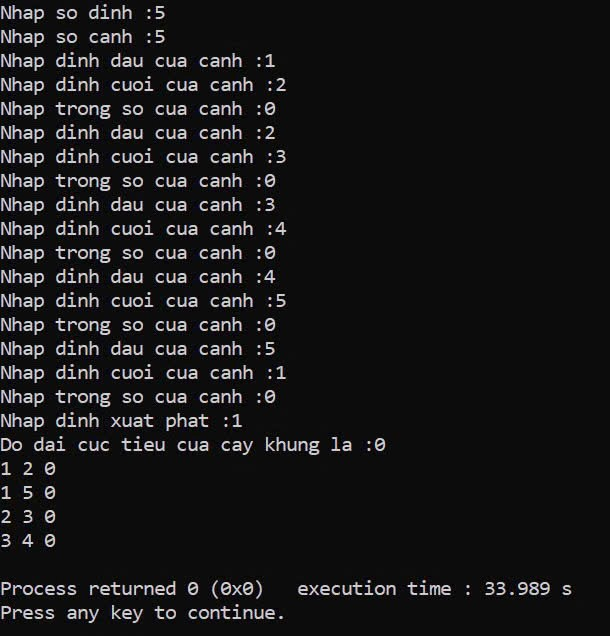 Nhap so dinh :5
Nhap so canh :5
Nhap dinh dau cua canh :1
Nhap dinh cuoi cua canh :2
Nhap trong so cua canh :0
Nhap dinh dau cua canh :2
Nhap dinh cuoi cua canh :3
Nhap trong so cua canh :0
Nhap dinh dau cua canh :3
Nhap dinh cuoi cua canh :4
Nhap trong so cua canh :0
Nhap dinh dau cua canh :4
Nhap dinh cuoi cua canh :5
Nhap trong so cua canh :0
Nhap dinh dau cua canh :5
Nhap dinh cuoi cua canh :1
Nhap trong so cua canh :0
Nhap dinh xuat phat :1
Do dai cuc tieu cua cay khung la :0
1 2 0
1 5 0
2 3 0
3 4 0
Process returned 0 (0x0)   execution time : 33.989 s
Press any key to continue.